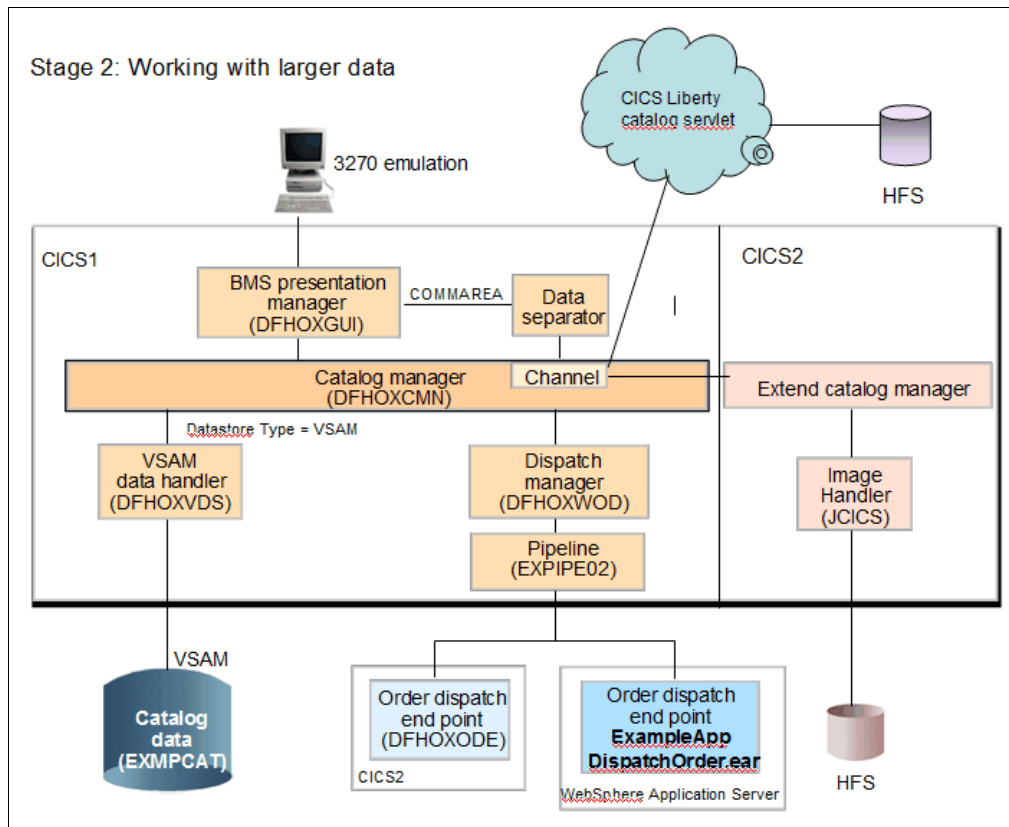 Stage 2: Working with larger data
CICS Liberty
catalog servlet
3270 emulation
HFS
CICS1
CICS2
BMS presentation
manager
(DFHOXGUI)
COMMAREA
Data
separator
Catalog manager
(DFHOXCMN)
Channel
Extend catalog manager
Datastore Type = VSAM
VSAM
data handler
(DFHOXVDS)
Dispatch
manager
(DFHOXWOD)
Image
Handler
(JCICS)
Pipeline
(EXPIPE02)
VSAM
Catalog
data
(EXMPCAT)
Order dispatch
end point
(DFHOXODE)
CICS2
Order dispatch
end point
ExampleApp
DispatchOrder.ear
WebSphere Application Server
HFS